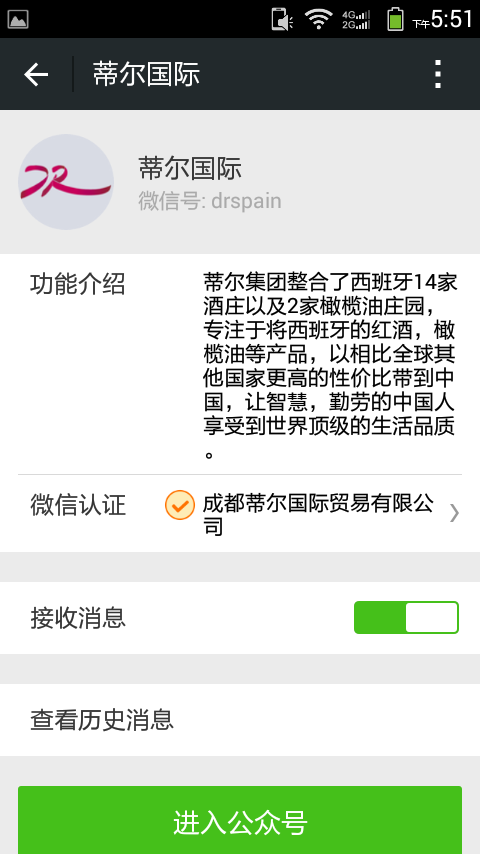 4G
2G
下午5:51
蒂尔国际
蒂尔国际
微信号: drspain
功能介绍
蒂尔集团整合了西班牙14家
酒庄以及2家橄榄油庄园，
专注于将西班牙的红酒，橄
榄油等产品，以相比全球其
他国家更高的性价比带到中
国，让智慧，勤劳的中国人
享受到世界顶级的生活品质
。
微信认证
成都蒂尔国际贸易有限公
司
接收消息
查看历史消息
进入公众号